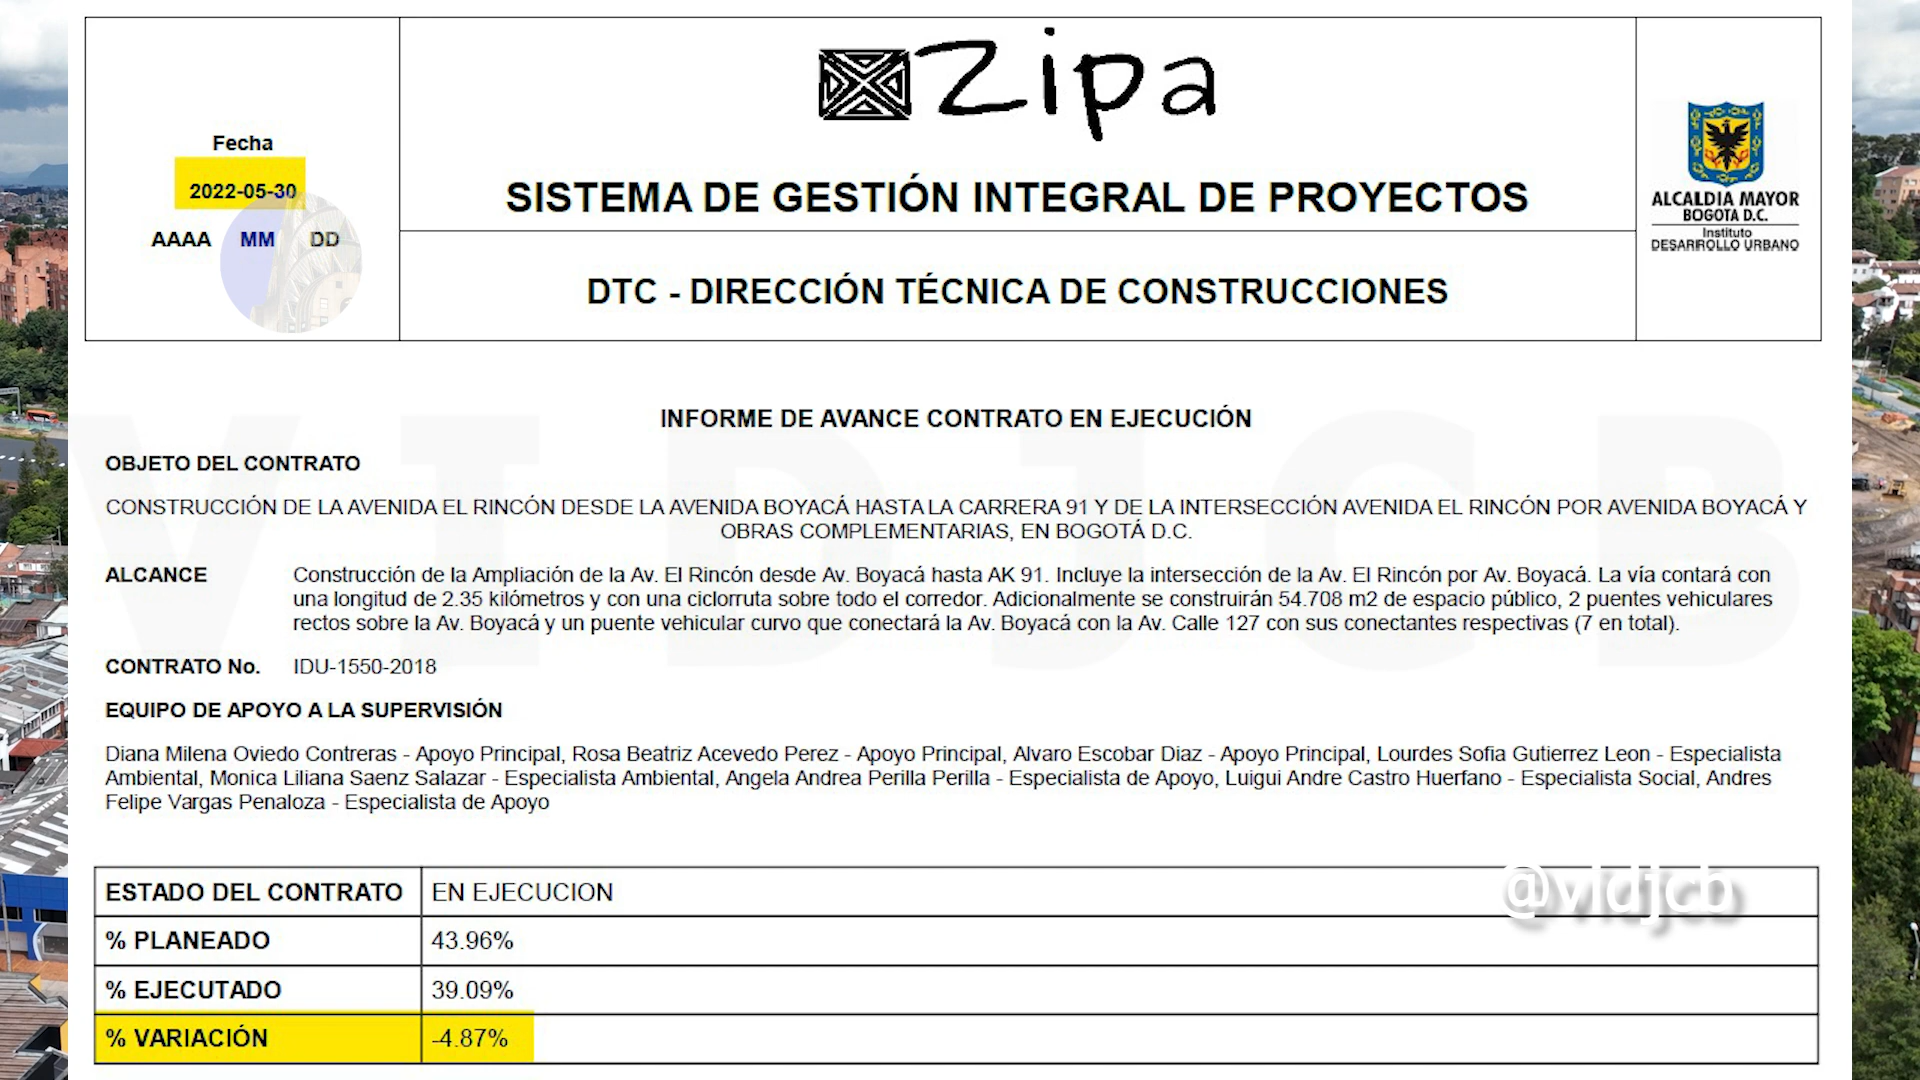 Zipa
Fecha
2022-05-30
AAAA MM DD
SISTEMA DE GESTIÓN INTEGRAL DE PROYECTOS
DTC - DIRECCIÓN TÉCNICA DE CONSTRUCCIONES
ALCALDIA MAYOR
BOGOTA D.C.
Instituto
DESARROLLO URBANO
INFORME DE AVANCE CONTRATO EN EJECUCIÓN
OBJETO DEL CONTRATO
CONSTRUCCIÓN DE LA AVENIDA EL RINCÓN DESDE LA AVENIDA BOYACÁ HASTA LA CARRERA 91 Y DE LA INTERSECCIÓN AVENIDA EL RINCÓN POR AVENIDA BOYACÁ Y
OBRAS COMPLEMENTARIAS, EN BOGOTÁ D.C.
ALCANCE Construcción de la Ampliación de la Av. El Rincón desde Av. Boyacá hasta AK 91. Incluye la intersección de la Av. El Rincón por Av. Boyacá. La vía contará con
una longitud de 2.35 kilómetros y con una ciclorruta sobre todo el corredor. Adicionalmente se construirán 54.708 m2 de espacio público, 2 puentes vehiculares
rectos sobre la Av. Boyacá y un puente vehicular curvo que conectará la Av. Boyacá con la Av. Calle 127 con sus conectantes respectivas (7 en total).
CONTRATO No. IDU-1550-2018
EQUIPO DE APOYO A LA SUPERVISIÓN
Diana Milena Oviedo Contreras - Apoyo Principal, Rosa Beatriz Acevedo Perez - Apoyo Principal, Alvaro Escobar Diaz - Apoyo Principal, Lourdes Sofia Gutierrez Leon - Especialista
Ambiental, Monica Liliana Saenz Salazar - Especialista Ambiental, Angela Andrea Perilla Perilla - Especialista de Apoyo, Luigui Andre Castro Huerfano - Especialista Social, Andres
Felipe Vargas Penaloza - Especialista de Apoyo
VIDJCB
ESTADO DEL CONTRATO EN EJECUCION
@vidjcb
% PLANEADO 43.96%
% EJECUTADO 39.09%
% VARIACIÓN -4.87%